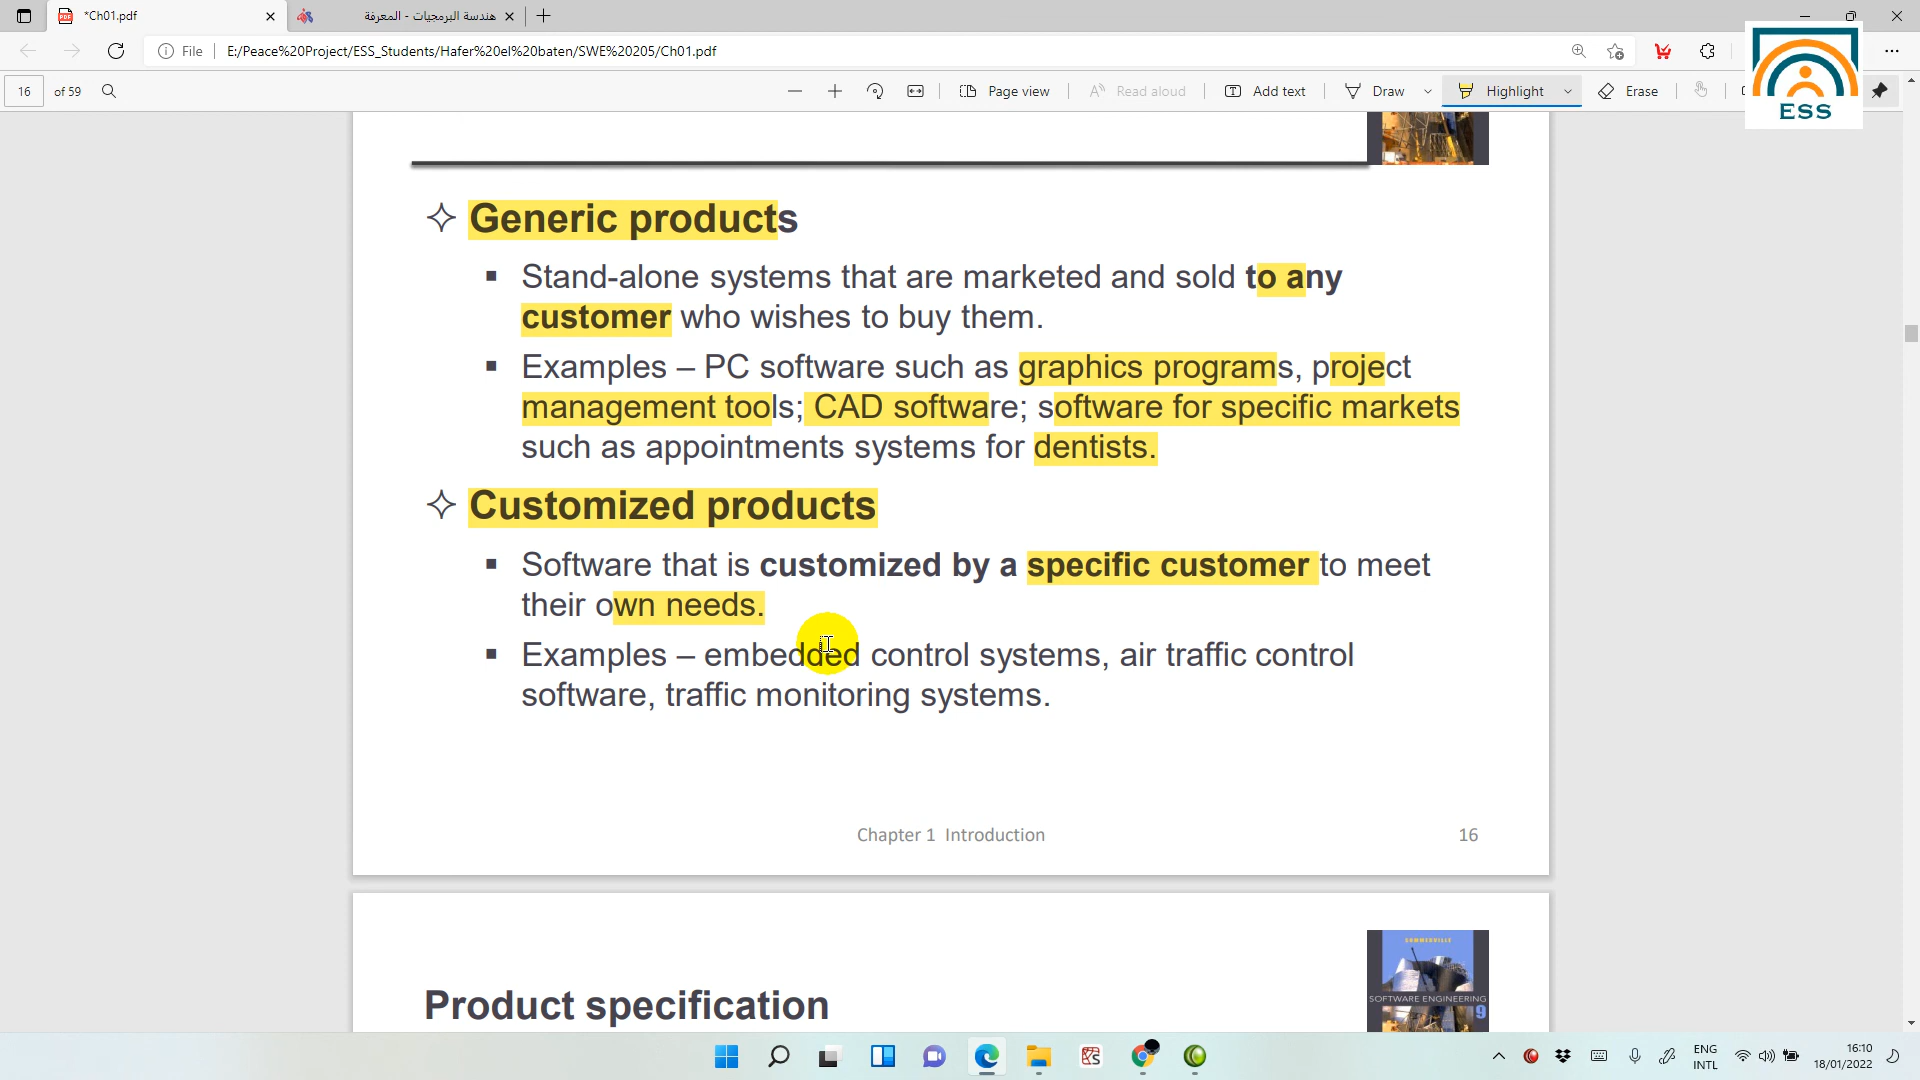 *Ch01.pdf
هندسة البرمجيات - المعرفة
File
E:/Peace%20Project/ESS_Students/Hafer%20el%20baten/SWE%20205/Ch01.pdf
16 of 59
Page view
Read aloud
Add text
Draw
Highlight
Erase
ESS
Generic products
Stand-alone systems that are marketed and sold to any
customer who wishes to buy them.
Examples – PC software such as graphics programs, project
management tools; CAD software; software for specific markets
such as appointments systems for dentists.
Customized products
Software that is customized by a specific customer to meet
their own needs.
Examples – embedded control systems, air traffic control
software, traffic monitoring systems.
Chapter 1 Introduction
16
Product specification
SOMMERVILLE
SOFTWARE ENGINEERING
9
ENG
INTL
16:10
18/01/2022